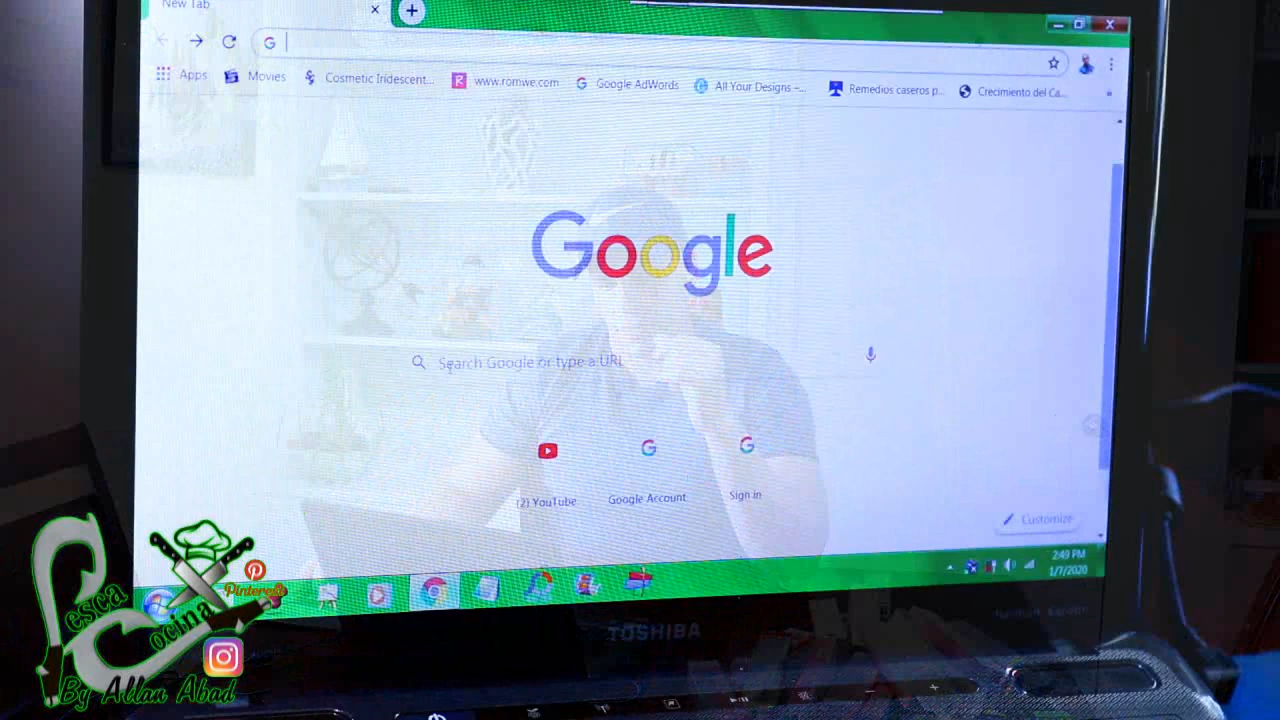 New Tab
G
Apps Movies Cosmetic Iridescent... www.romwe.com Google AdWords All Your Designs –... Remedios caseros p... Crecimiento del Ca...
Google
Search Google or type a URL
(2) YouTube Google Account Sign in
Customize
2:49 PM
1/7/2020
TOSHIBA
harman kardon
Pinterest
Pesca
Cocina
By Allan Abad